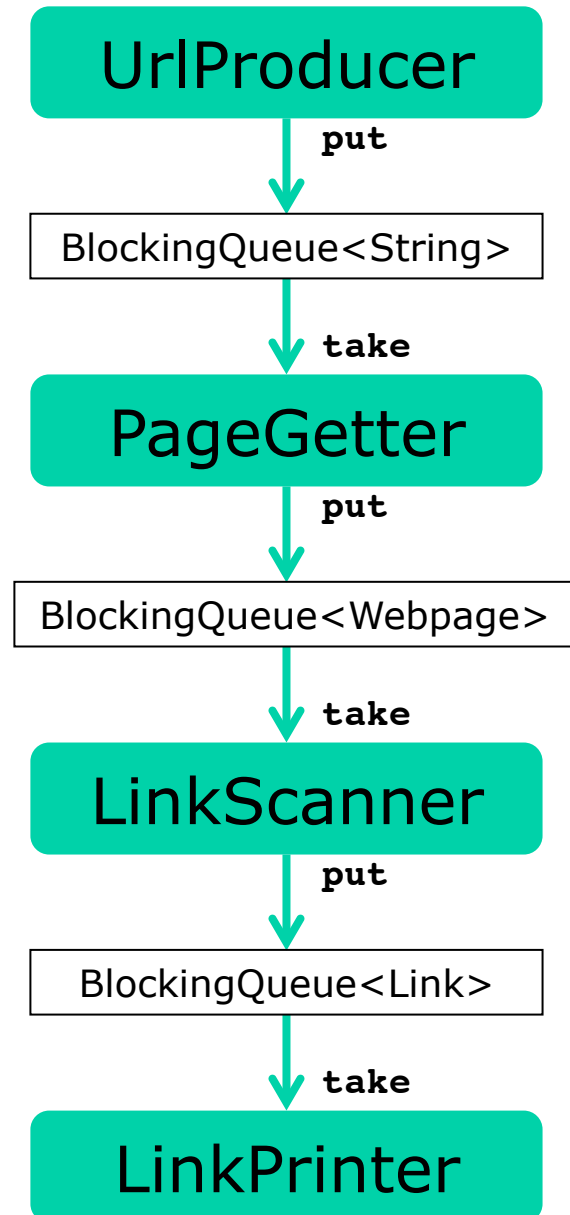 UrlProducer
put
BlockingQueue<String>
take
PageGetter
put
BlockingQueue<Webpage>
take
LinkScanner
put
BlockingQueue<Link>
take
LinkPrinter